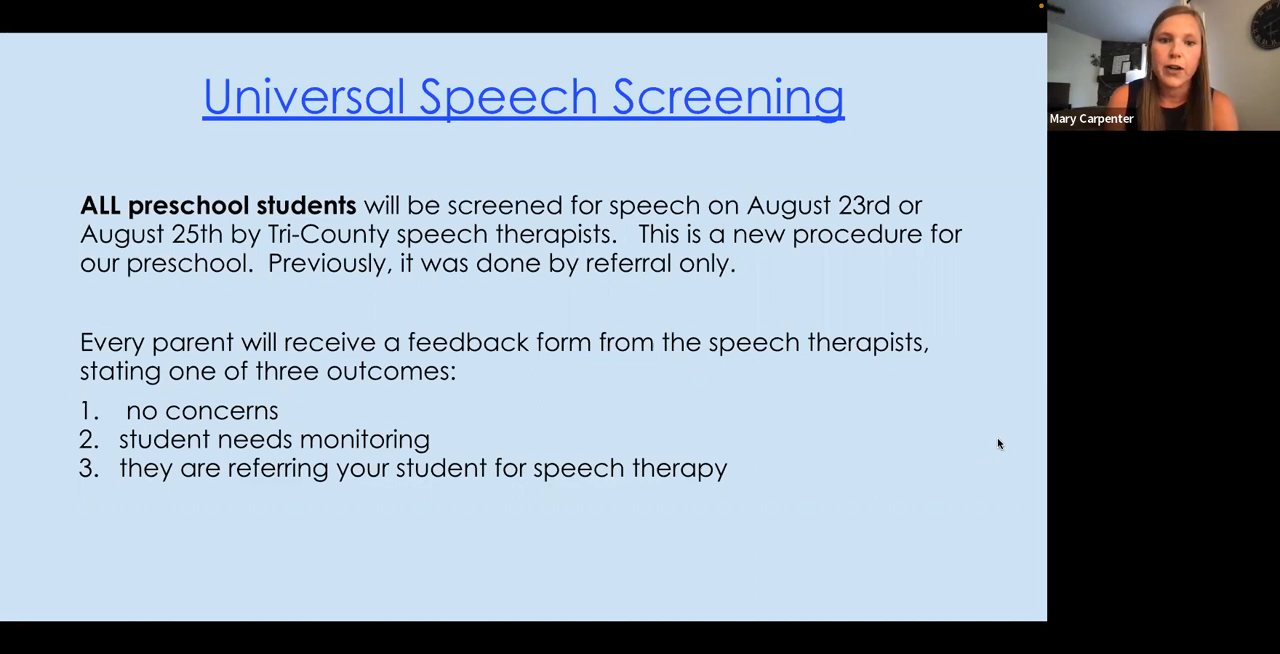 Universal Speech Screening
ALL preschool students will be screened for speech on August 23rd or
August 25th by Tri-County speech therapists. This is a new procedure for
our preschool. Previously, it was done by referral only.
Every parent will receive a feedback form from the speech therapists,
stating one of three outcomes:
1. no concerns
2. student needs monitoring
3. they are referring your student for speech therapy
Mary Carpenter